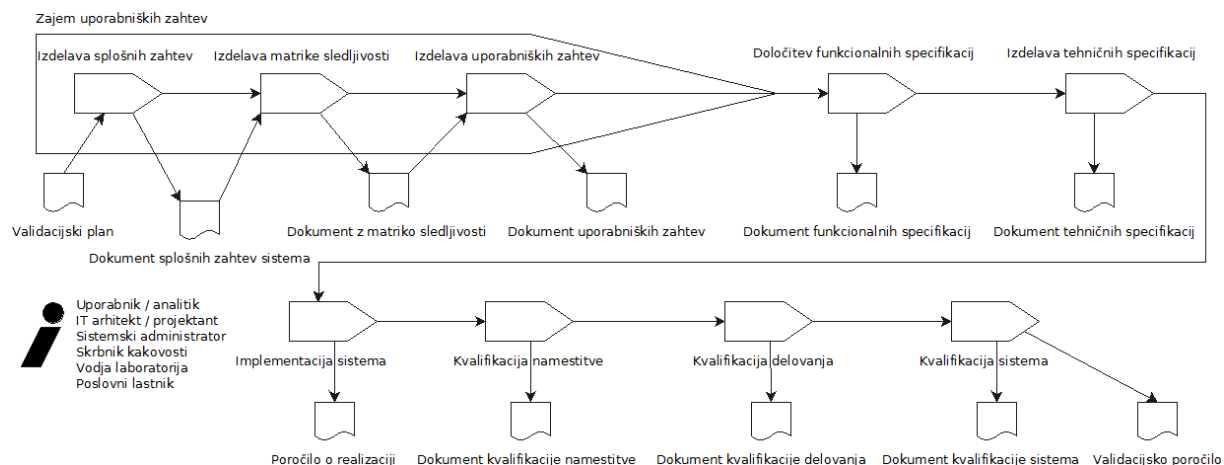 Zajem uporabniških zahtev
Izdelava splošnih zahtev
Izdelava matrike sledljivosti
Izdelava uporabniških zahtev
Določitev funkcionalnih specifikacij
Izdelava tehničnih specifikacij
Validacijski plan
Dokument splošnih zahtev sistema
Dokument z matriko sledljivosti
Dokument uporabniških zahtev
Dokument funkcionalnih specifikacij
Dokument tehničnih specifikacij
Uporabnik / analitik
IT arhitekt / projektant
Sistemski administrator
Skrbnik kakovosti
Vodja laboratorija
Poslovni lastnik
Implementacija sistema
Kvalifikacija namestitve
Kvalifikacija delovanja
Kvalifikacija sistema
Poročilo o realizaciji
Dokument kvalifikacije namestitve
Dokument kvalifikacije delovanja
Dokument kvalifikacije sistema
Validacijsko poročilo